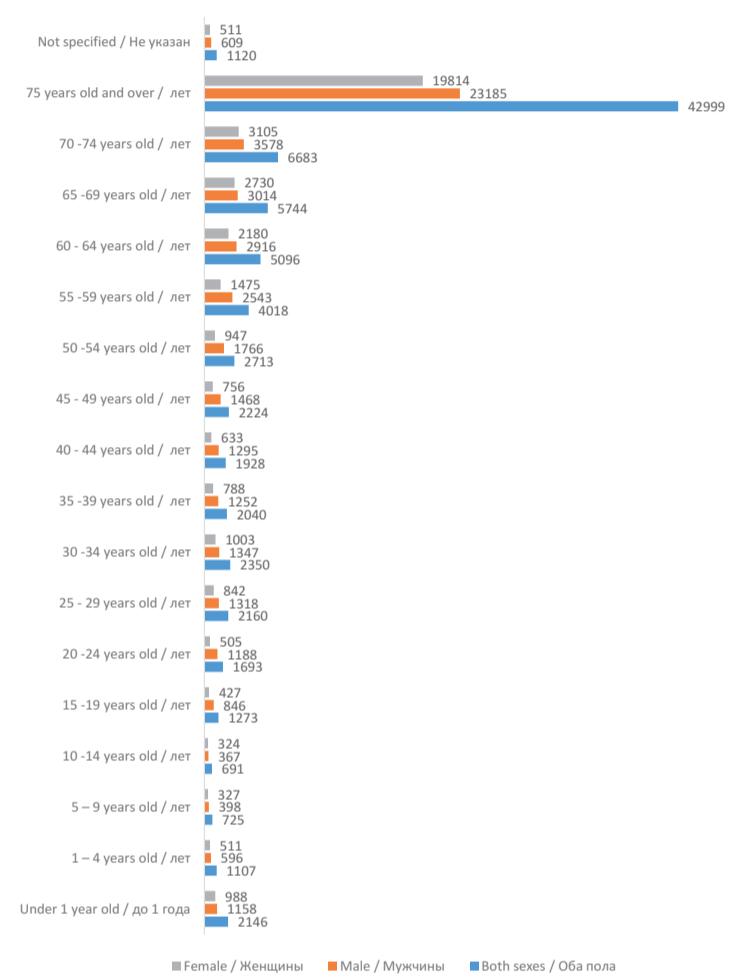 511
Not specified / Не указан 609
1120
19814
75 years old and over / лет 23185
42999
3105
70 -74 years old / лет 3578
6683
2730
65 -69 years old / лет 3014
5744
2180
60 - 64 years old / лет 2916
5096
1475
55 -59 years old / лет 2543
4018
947
50 -54 years old / лет 1766
2713
756
45 - 49 years old / лет 1468
2224
633
40 - 44 years old / лет 1295
1928
788
35 -39 years old / лет 1252
2040
1003
30 -34 years old / лет 1347
2350
842
25 - 29 years old / лет 1318
2160
505
20 -24 years old / лет 1188
1693
427
15 -19 years old / лет 846
1273
324
10 -14 years old / лет 367
691
327
5 – 9 years old / лет 398
725
511
1 – 4 years old / лет 596
1107
988
Under 1 year old / до 1 года 1158
2146
Female / Женщины Male / Мужчины Both sexes / Оба пола